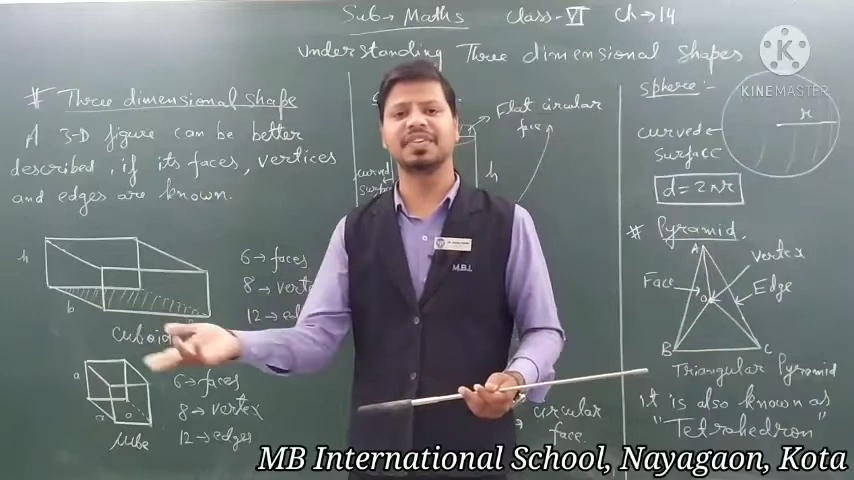 Sub → Maths Class - VI Ch → 14
Understanding Three dimensional shapes
# Three dimensional shape
A 3-D figure can be better
described, if its faces, vertices
and edges are known.
h
b
6 → faces
8 → vertex
12 → edges
Cuboid
a
a
6 → faces
8 → vertex
12 → edges
Cube
Flat circular
face
curved
surface
h
circular
face
M.B.I.
sphere :-
r
curved
surface
d = 2πr
# Pyramid
A
vertex
Face
Edge
O
B
C
Triangular Pyramid
It is also known as
"Tetrahedron"
KINEMASTER
MB International School, Nayagaon, Kota